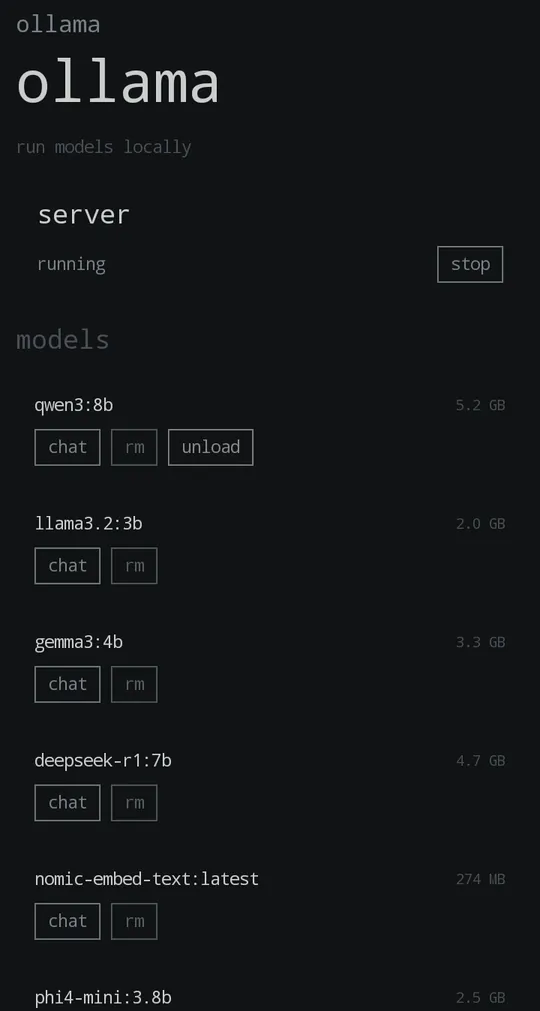 ollama
ollama
run models locally
server
running stop
models
qwen3:8b 5.2 GB
chat rm unload
llama3.2:3b 2.0 GB
chat rm
gemma3:4b 3.3 GB
chat rm
deepseek-r1:7b 4.7 GB
chat rm
nomic-embed-text:latest 274 MB
chat rm
phi4-mini:3.8b 2.5 GB